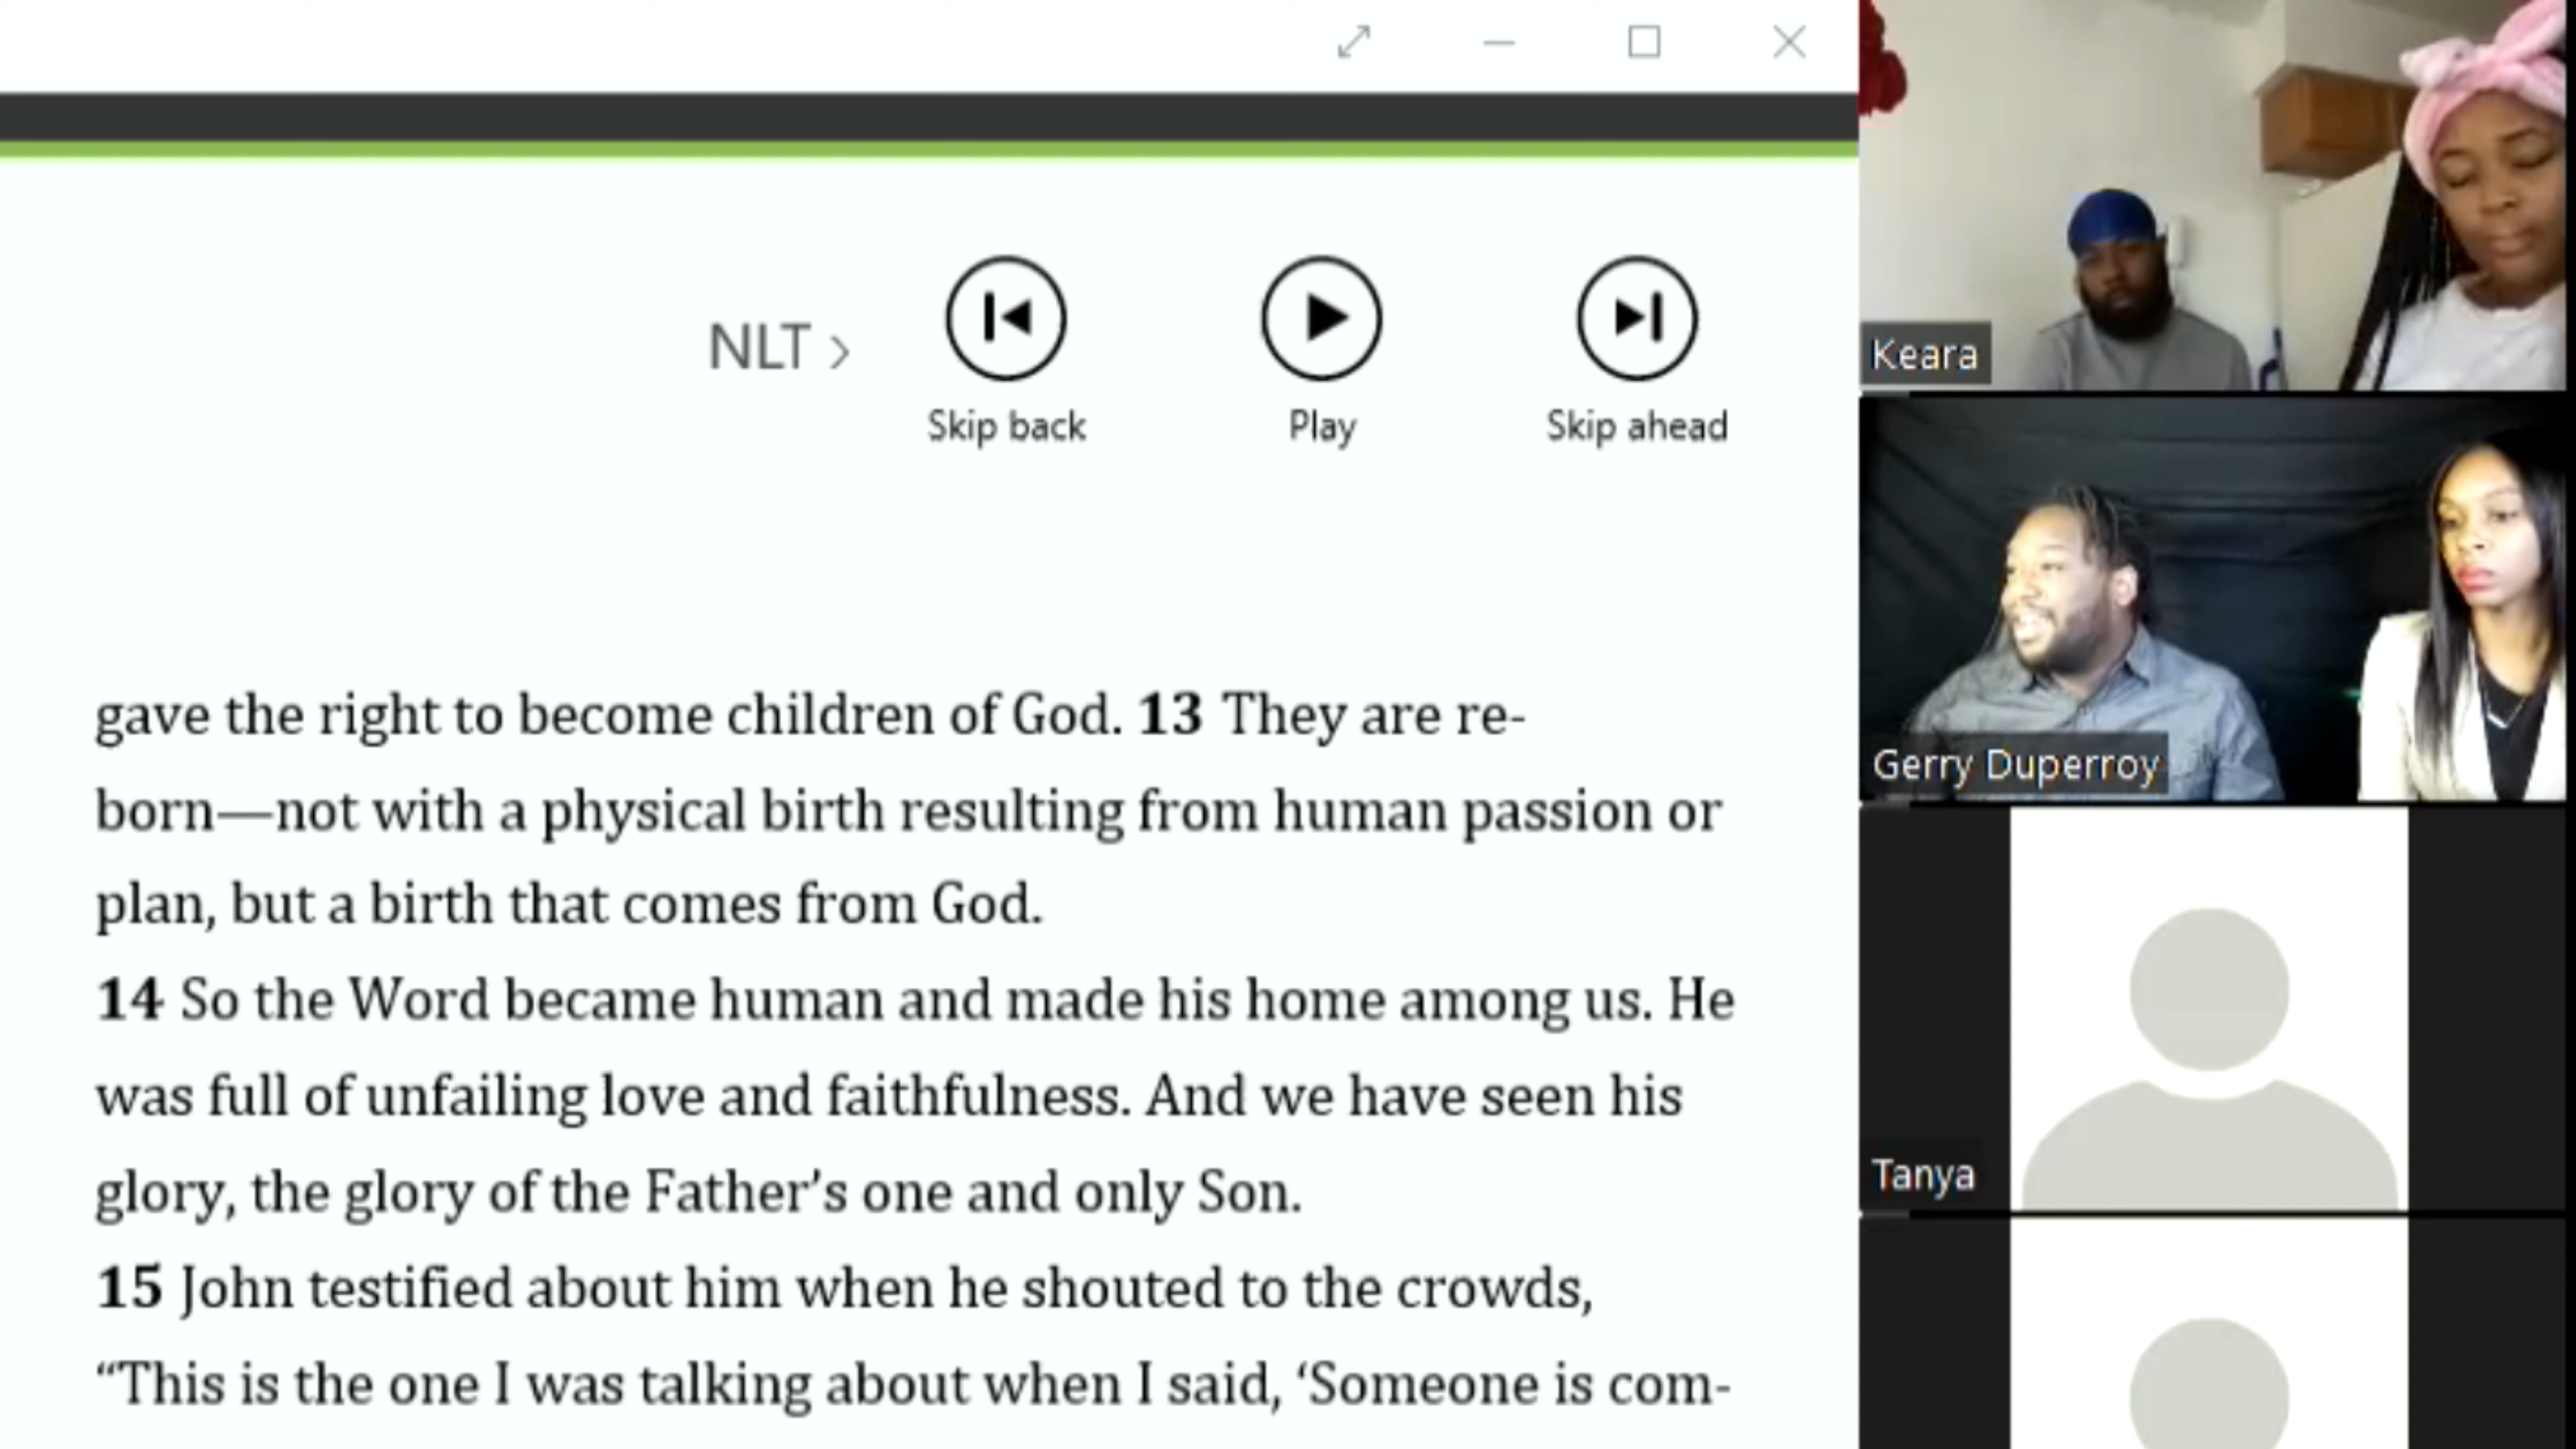 NLT >
Skip back
Play
Skip ahead
gave the right to become children of God. 13 They are re-
born—not with a physical birth resulting from human passion or
plan, but a birth that comes from God.
14 So the Word became human and made his home among us. He
was full of unfailing love and faithfulness. And we have seen his
glory, the glory of the Father’s one and only Son.
15 John testified about him when he shouted to the crowds,
“This is the one I was talking about when I said, ‘Someone is com-
Keara
Gerry Duperroy
Tanya